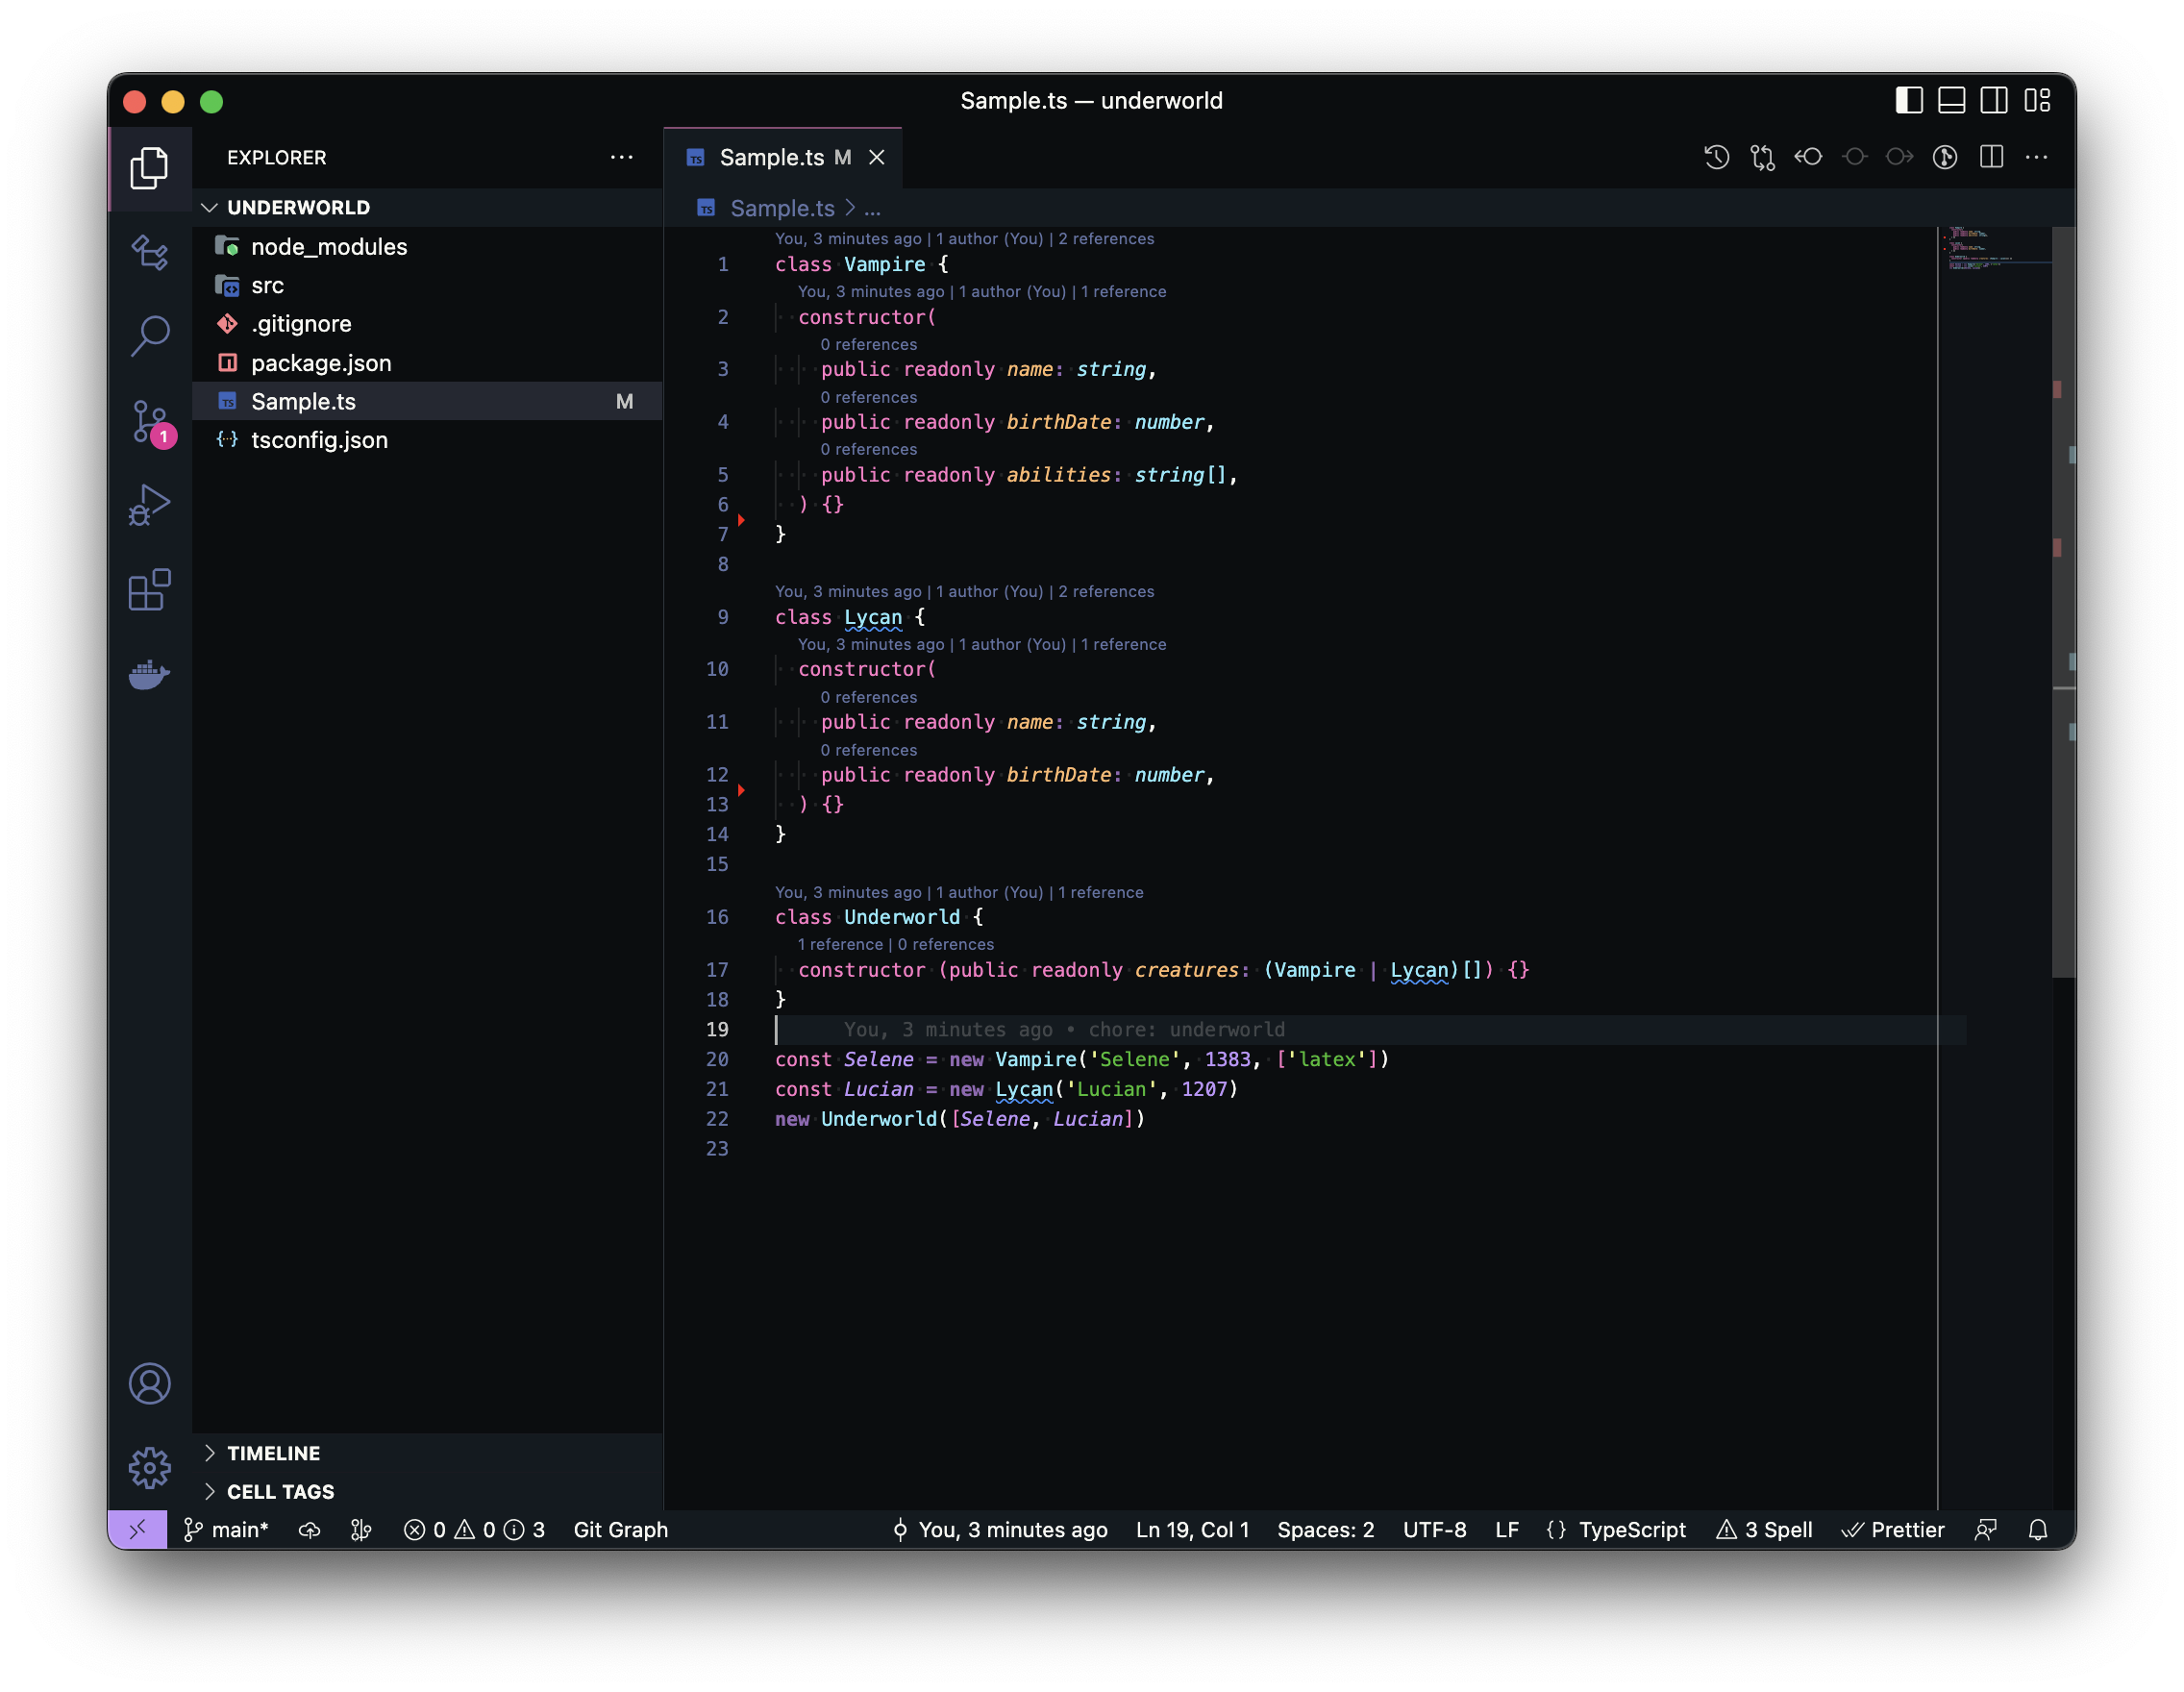 Sample.ts — underworld
EXPLORER
UNDERWORLD
node_modules
src
.gitignore
package.json
Sample.ts M
tsconfig.json
1
TIMELINE
CELL TAGS
Sample.ts M
Sample.ts > ...
You, 3 minutes ago | 1 author (You) | 2 references
1 class Vampire {
You, 3 minutes ago | 1 author (You) | 1 reference
2 constructor(
0 references
3 public readonly name: string,
0 references
4 public readonly birthDate: number,
0 references
5 public readonly abilities: string[],
6 ) {}
7 }
8
You, 3 minutes ago | 1 author (You) | 2 references
9 class Lycan {
You, 3 minutes ago | 1 author (You) | 1 reference
10 constructor(
0 references
11 public readonly name: string,
0 references
12 public readonly birthDate: number,
13 ) {}
14 }
15
You, 3 minutes ago | 1 author (You) | 1 reference
16 class Underworld {
1 reference | 0 references
17 constructor (public readonly creatures: (Vampire | Lycan)[]) {}
18 }
19 You, 3 minutes ago • chore: underworld
20 const Selene = new Vampire('Selene', 1383, ['latex'])
21 const Lucian = new Lycan('Lucian', 1207)
22 new Underworld([Selene, Lucian])
23
main* 0 0 3 Git Graph You, 3 minutes ago Ln 19, Col 1 Spaces: 2 UTF-8 LF {} TypeScript 3 Spell Prettier